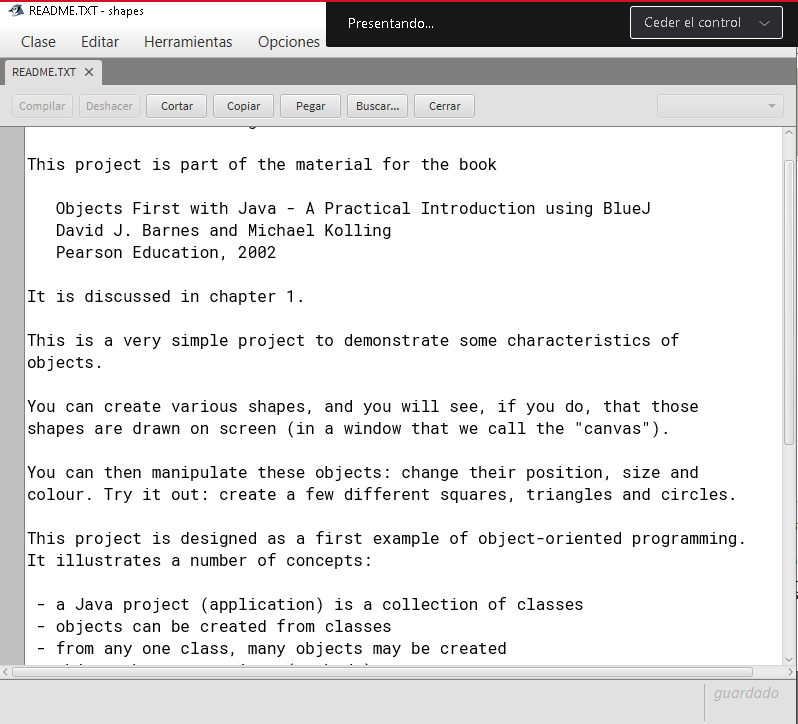 README.TXT - shapes
Presentando...
Ceder el control
Clase Editar Herramientas Opciones
README.TXT
Compilar Deshacer Cortar Copiar Pegar Buscar... Cerrar
This project is part of the material for the book
Objects First with Java - A Practical Introduction using BlueJ
David J. Barnes and Michael Kolling
Pearson Education, 2002
It is discussed in chapter 1.
This is a very simple project to demonstrate some characteristics of
objects.
You can create various shapes, and you will see, if you do, that those
shapes are drawn on screen (in a window that we call the "canvas").
You can then manipulate these objects: change their position, size and
colour. Try it out: create a few different squares, triangles and circles.
This project is designed as a first example of object-oriented programming.
It illustrates a number of concepts:
- a Java project (application) is a collection of classes
- objects can be created from classes
- from any one class, many objects may be created
guardado